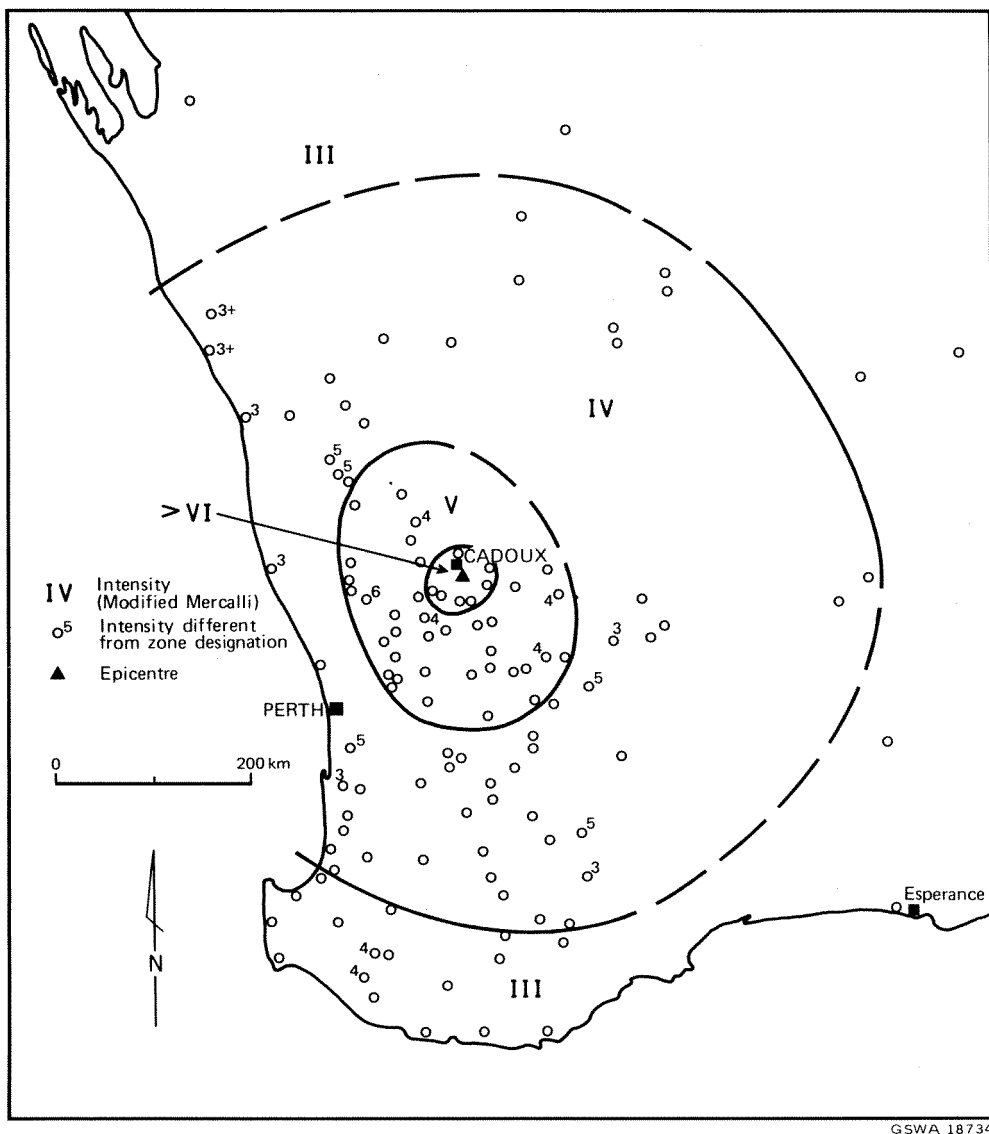 III
3+
3+
IV
3
5
5
V
4
>VI
CADOUX
3
6
4
4
3
4
5
IV Intensity
(Modified Mercalli)
5 Intensity different
from zone designation
Epicentre
PERTH
5
0 200 km
3
5
3
Esperance
N
4
4
III
GSWA 18734